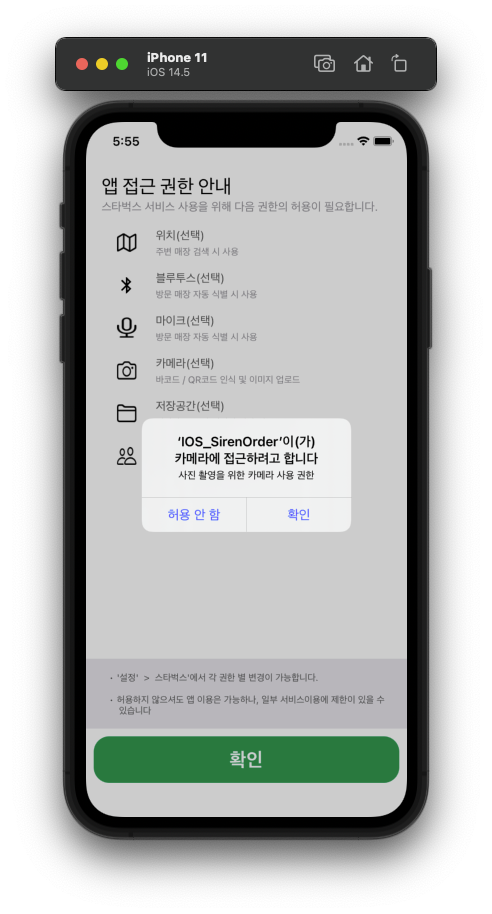 iPhone 11
iOS 14.5
5:55
앱 접근 권한 안내
스타벅스 서비스 사용을 위해 다음 권한의 허용이 필요합니다.
위치(선택)
주변 매장 검색 시 사용
블루투스(선택)
방문 매장 자동 식별 시 사용
마이크(선택)
방문 매장 자동 식별 시 사용
카메라(선택)
바코드 / QR코드 인식 및 이미지 업로드
저장공간(선택)
‘IOS_SirenOrder’이(가)
카메라에 접근하려고 합니다
사진 촬영을 위한 카메라 사용 권한
허용 안 함
확인
· '설정' > 스타벅스'에서 각 권한 별 변경이 가능합니다.
· 허용하지 않으셔도 앱 이용은 가능하나, 일부 서비스이용에 제한이 있을 수
있습니다
확인